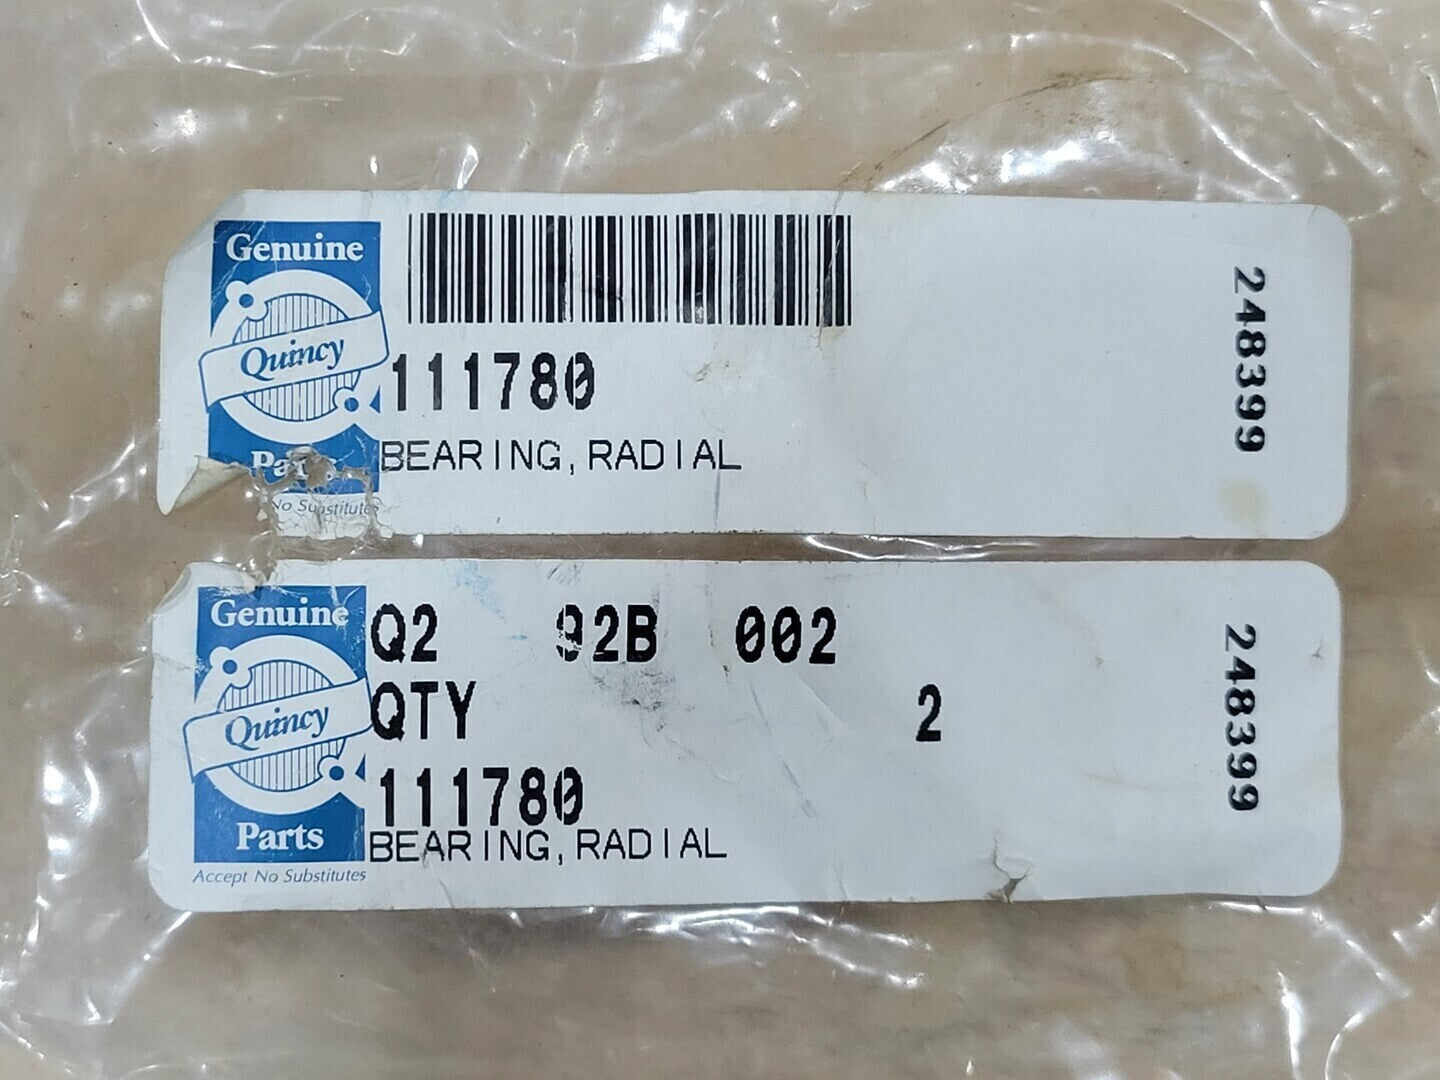 Genuine
Quincy
Parts
No Substitutes
111780
BEARING,RADIAL
248399
Genuine
Quincy
Parts
Accept No Substitutes
Q2 92B 002
QTY 2
111780
BEARING,RADIAL
248399